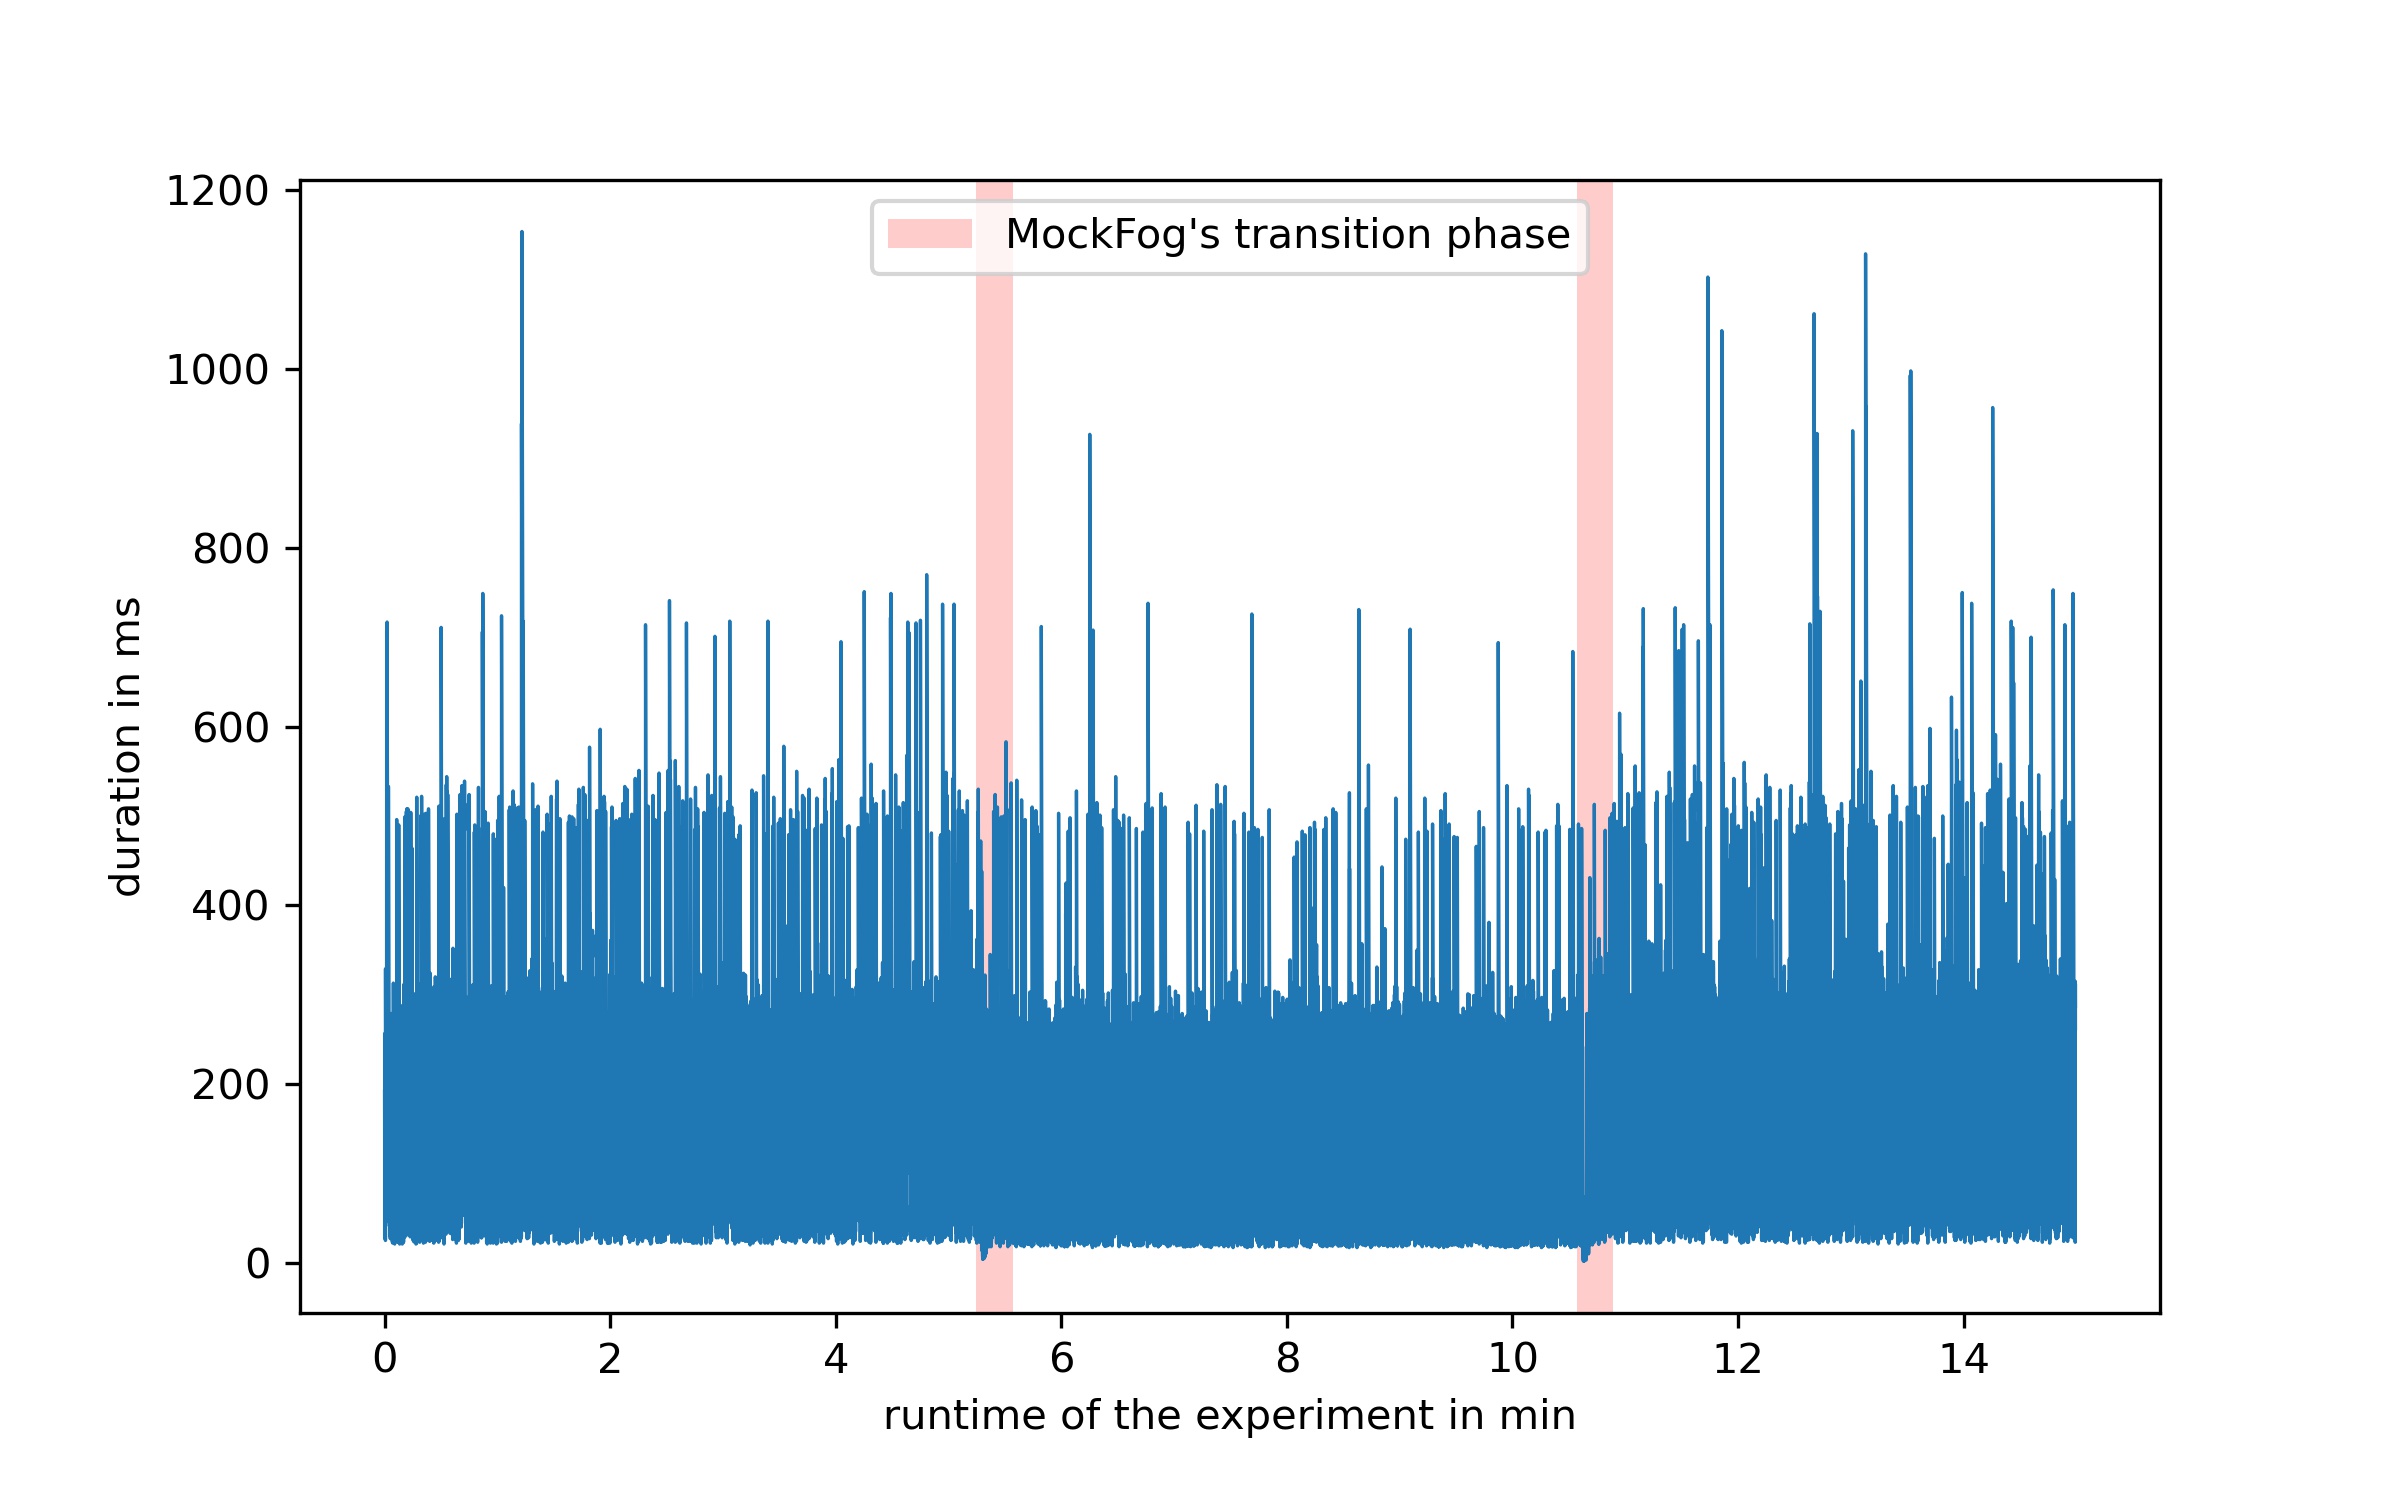 MockFog's transition phase
1200
1000
800
600
400
200
0
duration in ms
0 2 4 6 8 10 12 14
runtime of the experiment in min